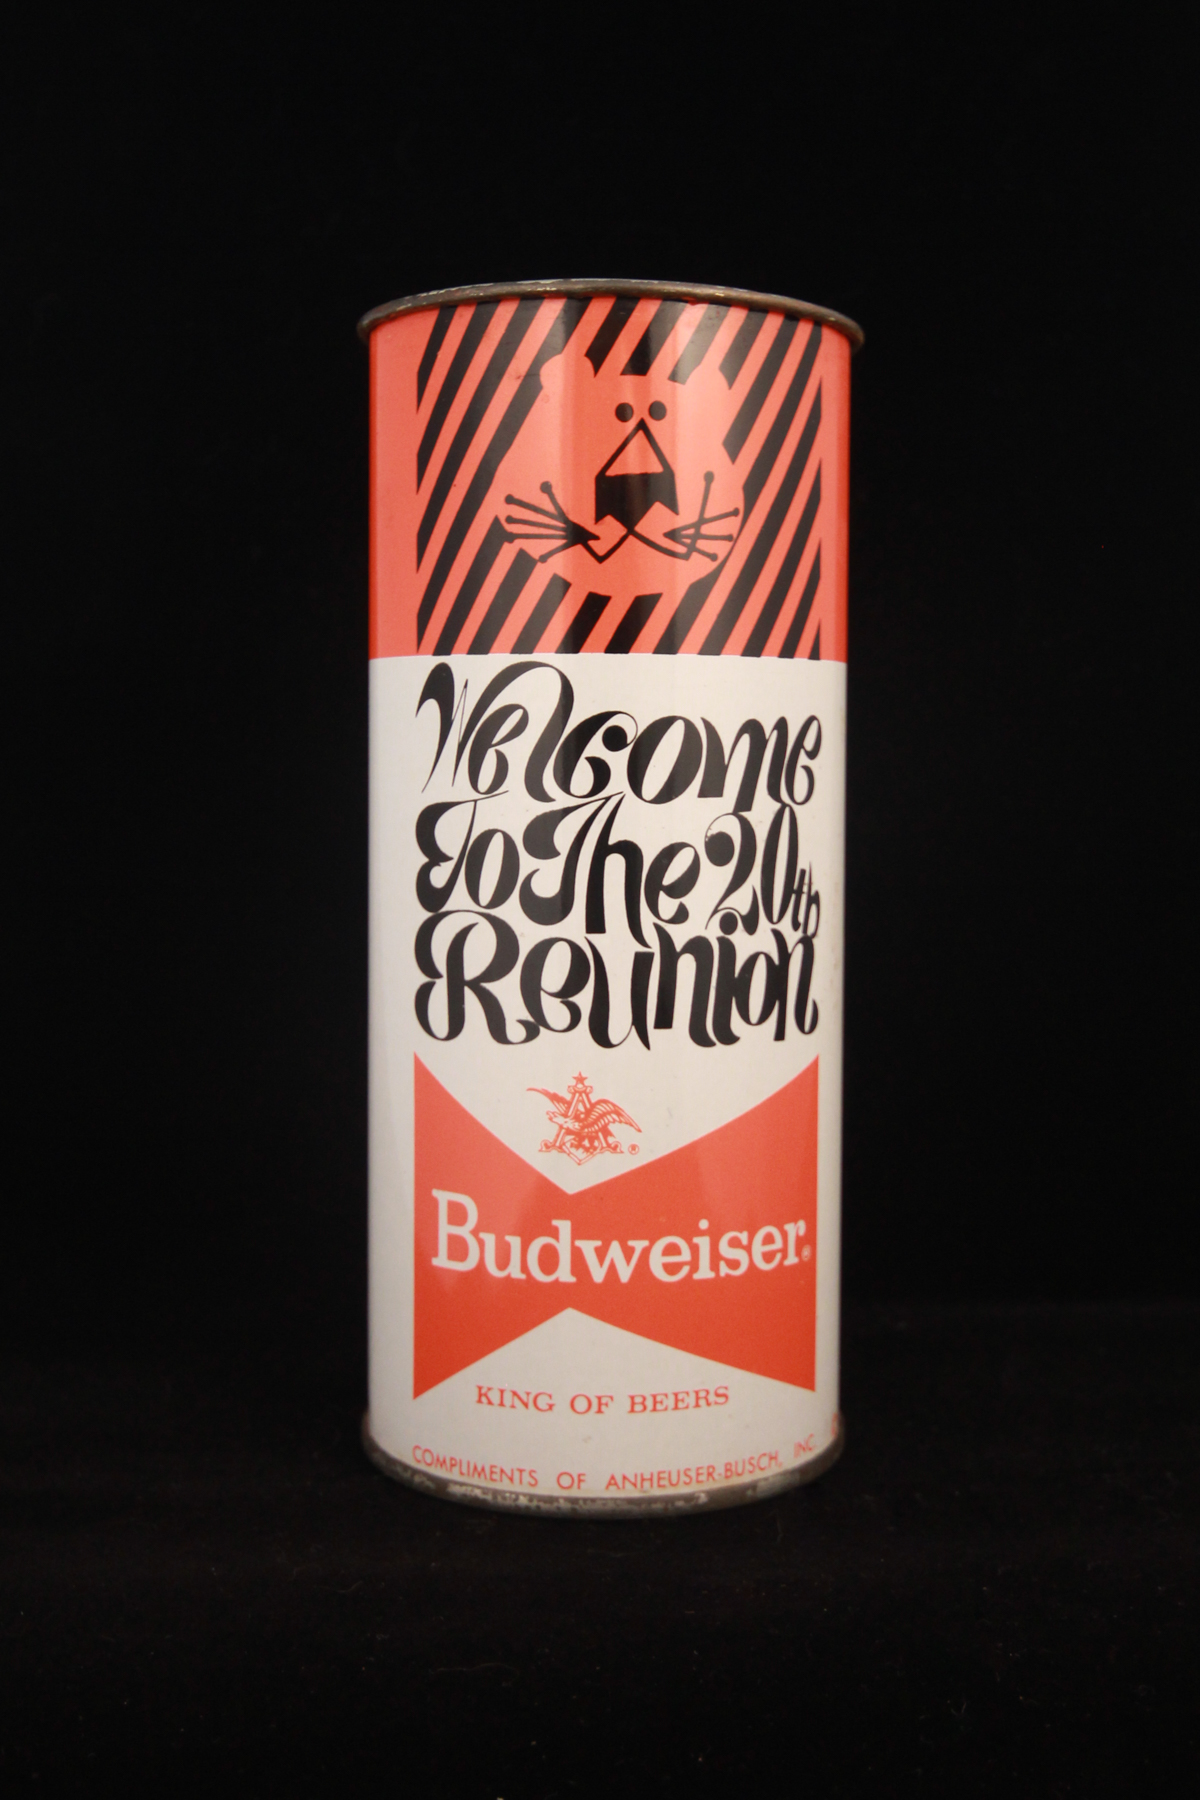 Welcome
To The 20th
Reunion
Budweiser®
KING OF BEERS
COMPLIMENTS OF ANHEUSER-BUSCH, INC.